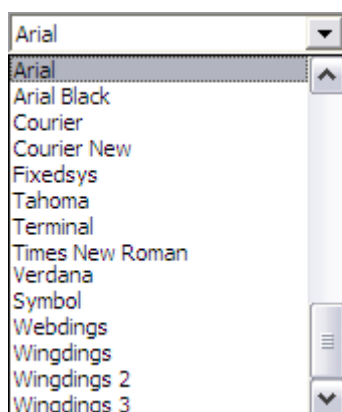 Arial
Arial
Arial Black
Courier
Courier New
Fixedsys
Tahoma
Terminal
Times New Roman
Verdana
Symbol
Webdings
Wingdings
Wingdings 2
Wingdings 3